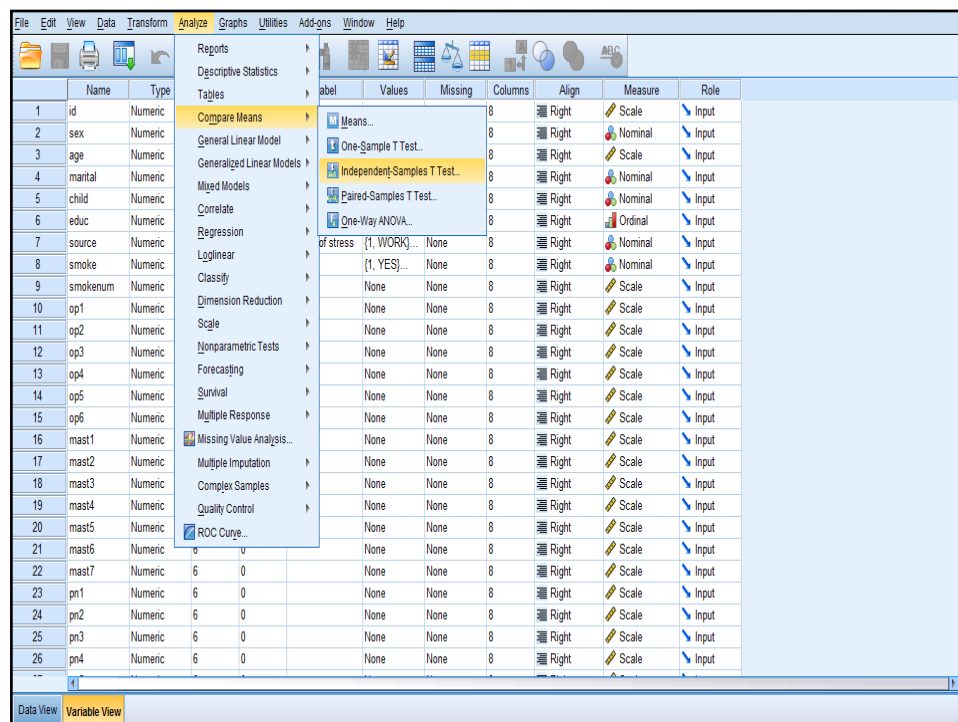 File Edit View Data Transform Analyze Graphs Utilities Add-ons Window Help
Reports
Descriptive Statistics
Tables
Compare Means
General Linear Model
Generalized Linear Models
Mixed Models
Correlate
Regression
Loglinear
Classify
Dimension Reduction
Scale
Nonparametric Tests
Forecasting
Survival
Multiple Response
Missing Value Analysis...
Multiple Imputation
Complex Samples
Quality Control
ROC Curve...
Means...
One-Sample T Test...
Independent-Samples T Test...
Paired-Samples T Test...
One-Way ANOVA...
Name Type abel Values Missing Columns Align Measure Role
1 id Numeric 8 Right Scale Input
2 sex Numeric 8 Right Nominal Input
3 age Numeric 8 Right Scale Input
4 marital Numeric 8 Right Nominal Input
5 child Numeric 8 Right Nominal Input
6 educ Numeric 8 Right Ordinal Input
7 source Numeric of stress {1, WORK}... None 8 Right Nominal Input
8 smoke Numeric {1, YES}... None 8 Right Nominal Input
9 smokenum Numeric None None 8 Right Scale Input
10 op1 Numeric None None 8 Right Scale Input
11 op2 Numeric None None 8 Right Scale Input
12 op3 Numeric None None 8 Right Scale Input
13 op4 Numeric None None 8 Right Scale Input
14 op5 Numeric None None 8 Right Scale Input
15 op6 Numeric None None 8 Right Scale Input
16 mast1 Numeric None None 8 Right Scale Input
17 mast2 Numeric None None 8 Right Scale Input
18 mast3 Numeric None None 8 Right Scale Input
19 mast4 Numeric None None 8 Right Scale Input
20 mast5 Numeric None None 8 Right Scale Input
21 mast6 Numeric 6 0 None None 8 Right Scale Input
22 mast7 Numeric 6 0 None None 8 Right Scale Input
23 pn1 Numeric 6 0 None None 8 Right Scale Input
24 pn2 Numeric 6 0 None None 8 Right Scale Input
25 pn3 Numeric 6 0 None None 8 Right Scale Input
26 pn4 Numeric 6 0 None None 8 Right Scale Input
Data View Variable View